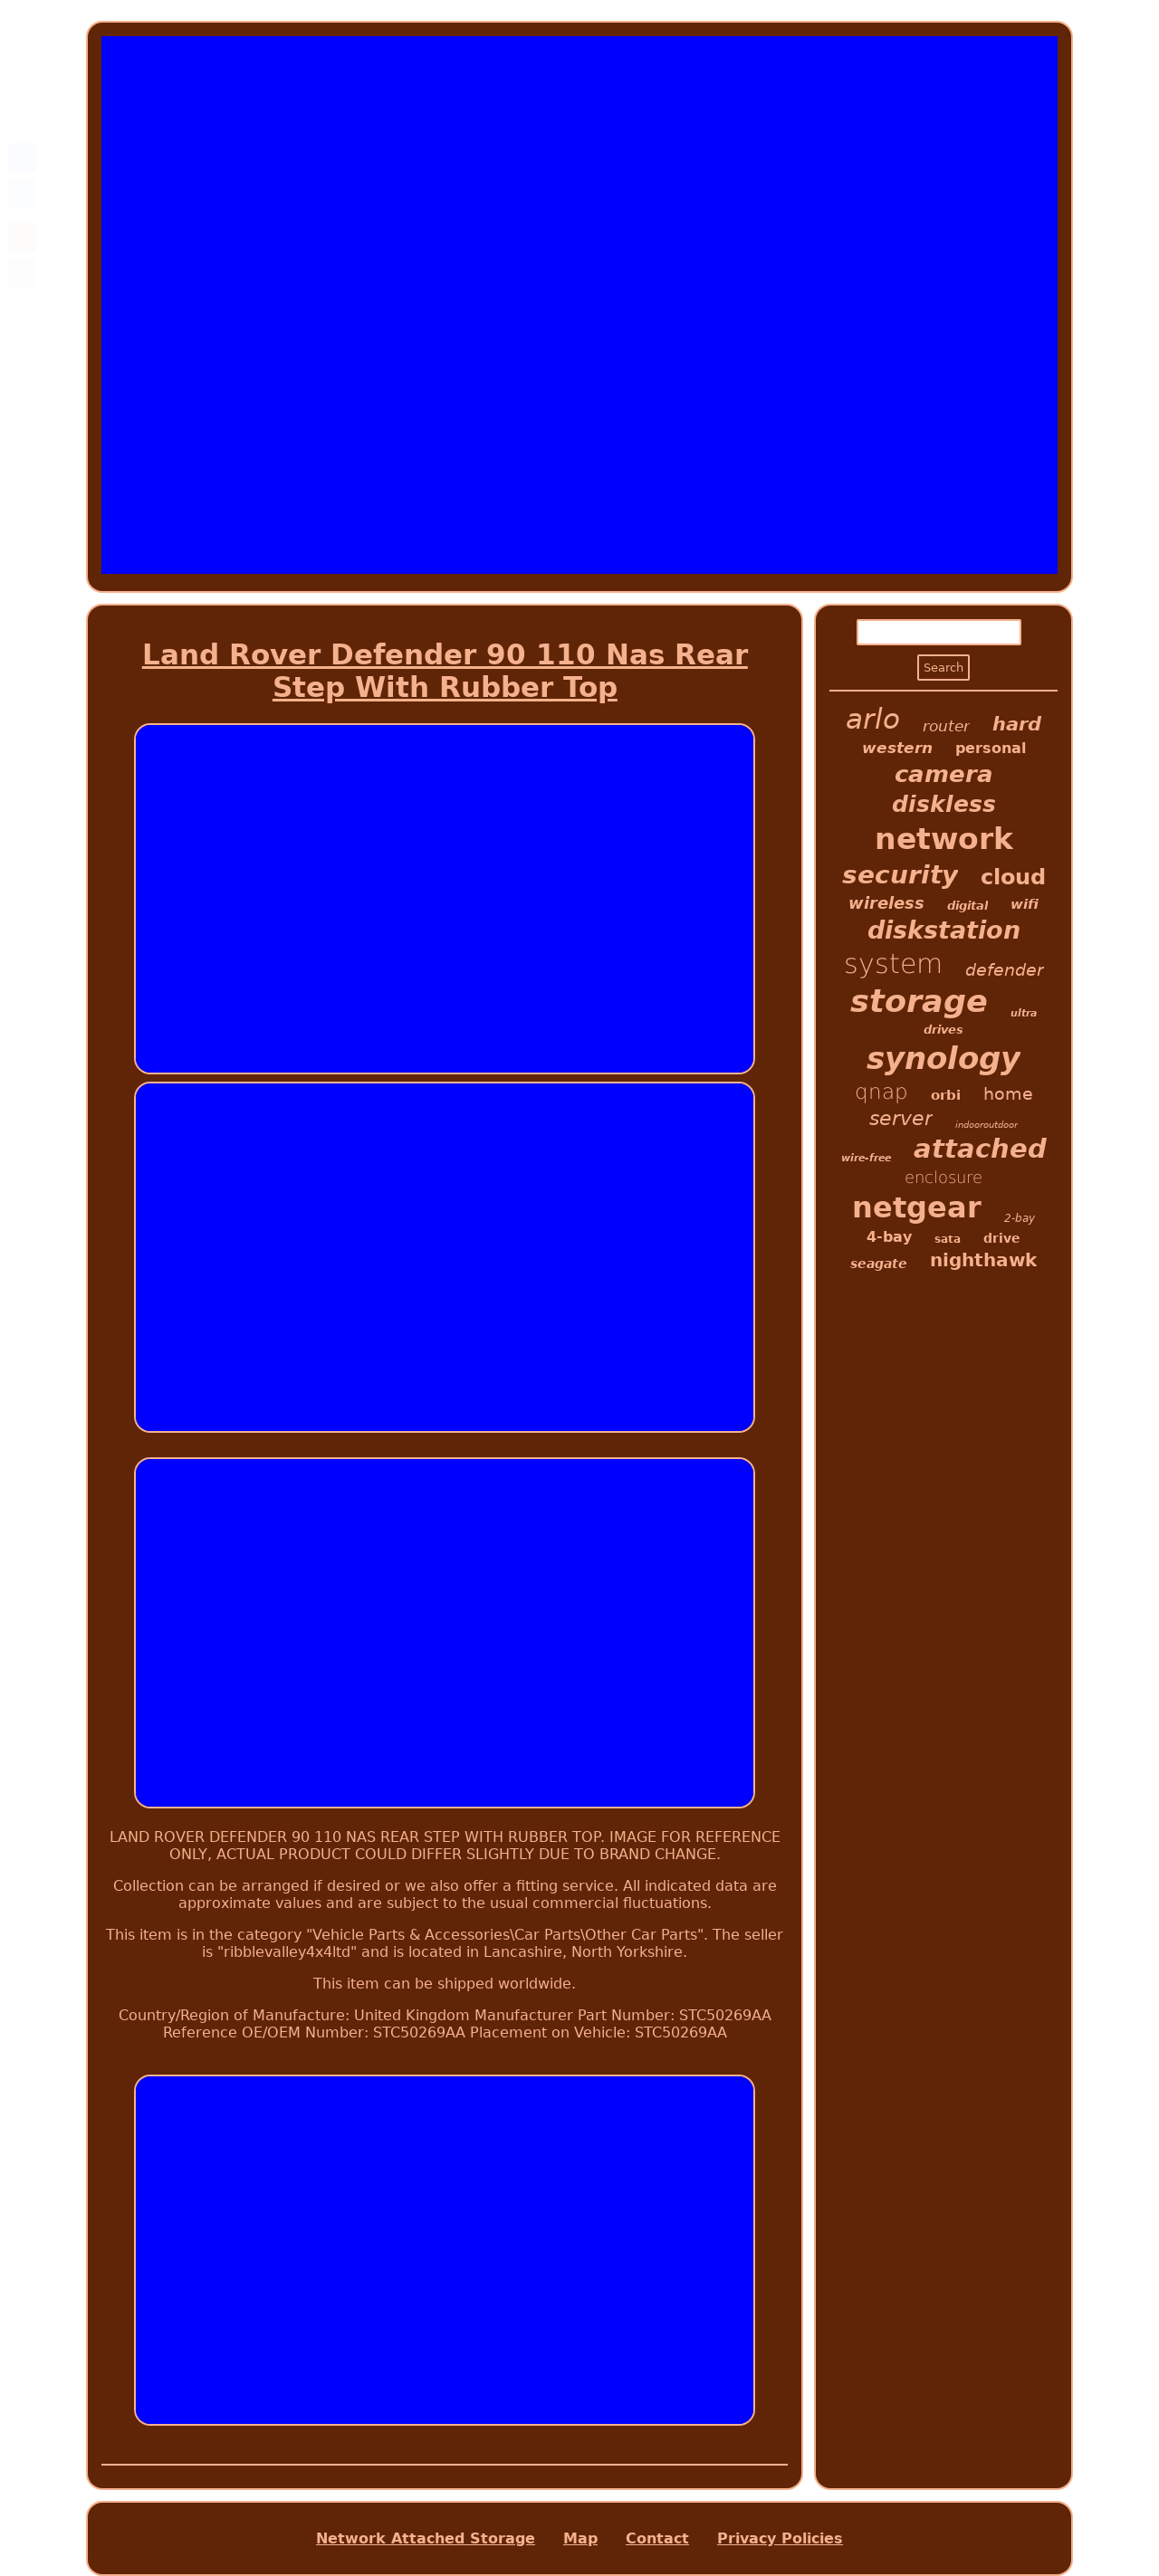 Land Rover Defender 90 110 Nas Rear
Step With Rubber Top
LAND ROVER DEFENDER 90 110 NAS REAR STEP WITH RUBBER TOP. IMAGE FOR REFERENCE
ONLY, ACTUAL PRODUCT COULD DIFFER SLIGHTLY DUE TO BRAND CHANGE.
Collection can be arranged if desired or we also offer a fitting service. All indicated data are
approximate values and are subject to the usual commercial fluctuations.
This item is in the category "Vehicle Parts & Accessories\Car Parts\Other Car Parts". The seller
is "ribblevalley4x4ltd" and is located in Lancashire, North Yorkshire.
This item can be shipped worldwide.
Country/Region of Manufacture: United Kingdom Manufacturer Part Number: STC50269AA
Reference OE/OEM Number: STC50269AA Placement on Vehicle: STC50269AA
Search
arlo router hard
western personal
camera
diskless
network
security cloud
wireless digital wifi
diskstation
system defender
storage ultra
drives
synology
qnap orbi home
server indooroutdoor
wire-free attached
enclosure
netgear 2-bay
4-bay sata drive
seagate nighthawk
Network Attached Storage Map Contact Privacy Policies